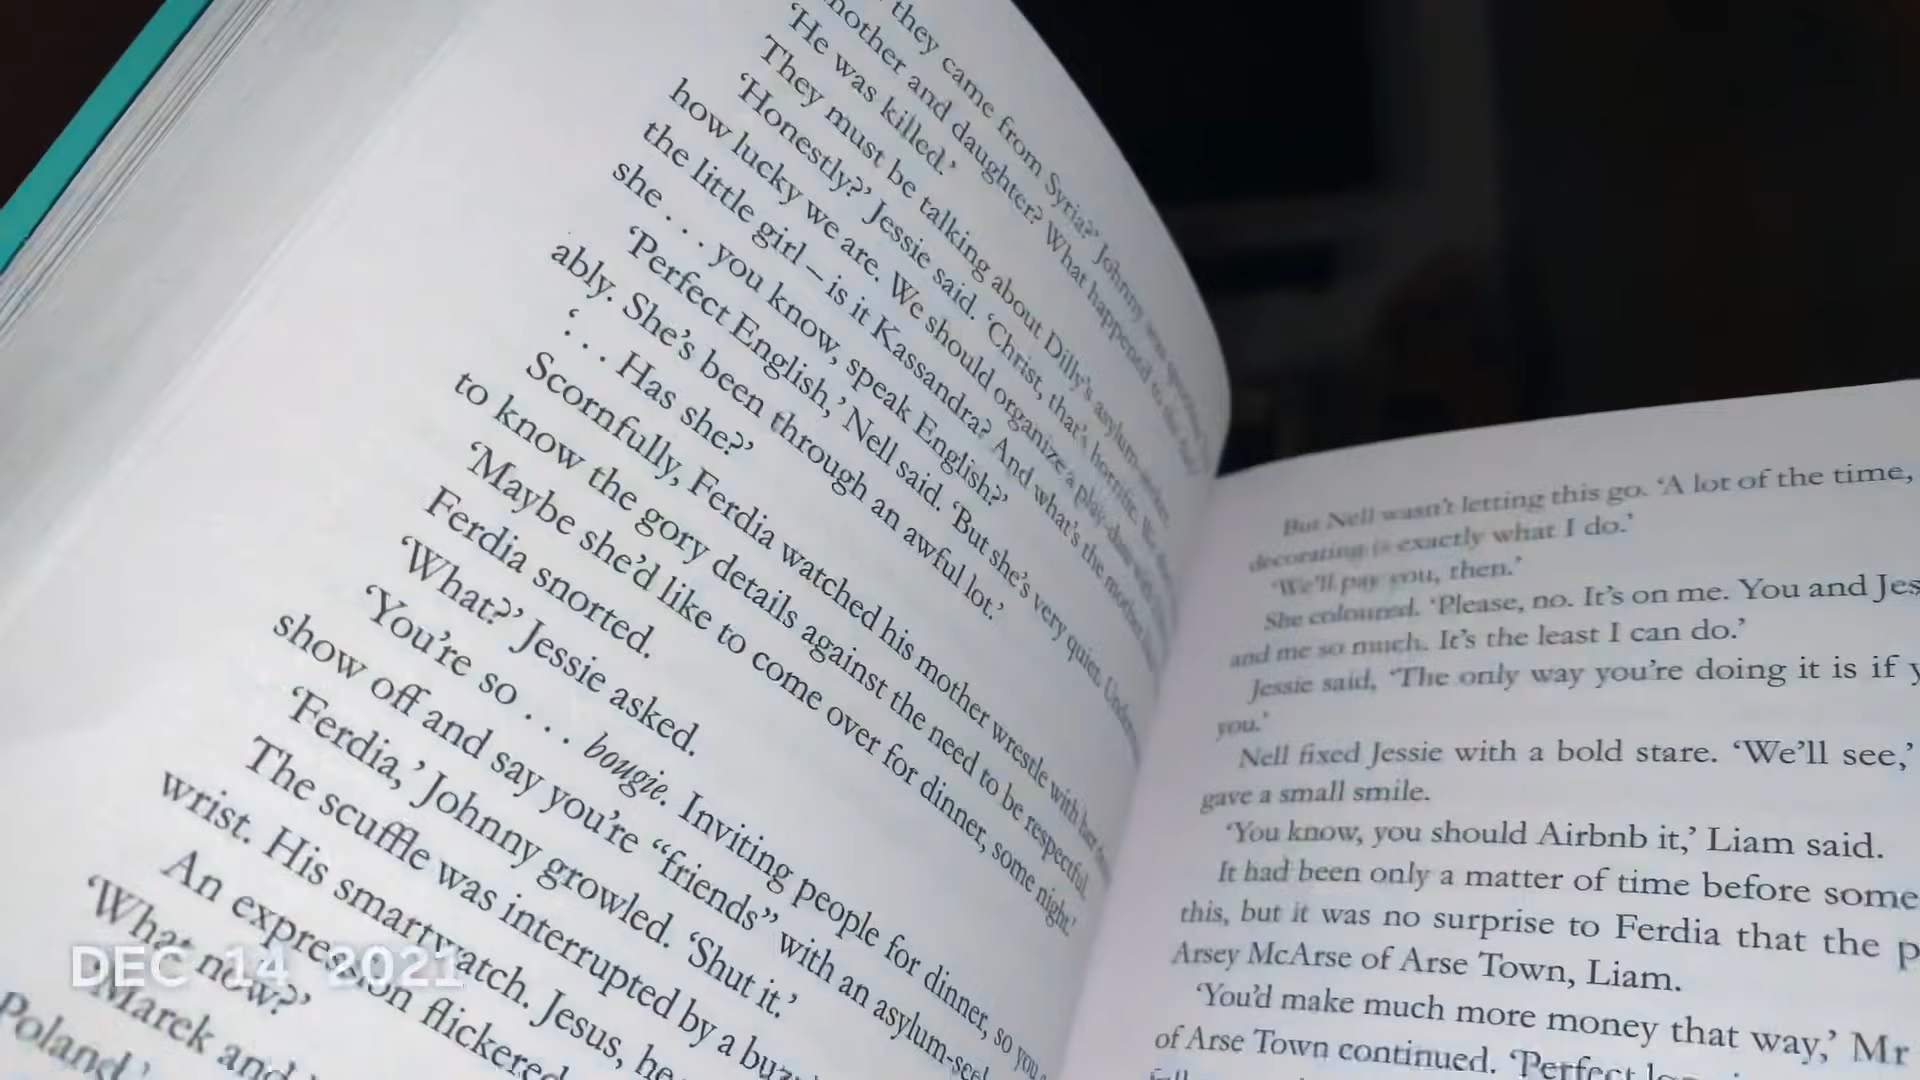 they came from Syria?' Johnny was
mother and daughter? What happened to the
'He was killed.'
They must be talking about Dilly's asylum-seeker
'Honestly?' Jessie said. 'Christ, that's horrific. We
how lucky we are. We should organize a play-date with
the little girl – is it Kassandra? And what's the mother
she . . . you know, speak English?'
'Perfect English,' Nell said. 'But she's very quiet.
ably. She's been through an awful lot.'
'. . . Has she?'
Scornfully, Ferdia watched his mother wrestle with her
to know the gory details against the need to be respectful.
'Maybe she'd like to come over for dinner, some night.'
Ferdia snorted.
'What?' Jessie asked.
'You're so . . . bougie. Inviting people for dinner, so you
show off and say you're "friends" with an asylum-see
'Ferdia,' Johnny growled. 'Shut it.'
The scuffle was interrupted by a buzz
wrist. His smartwatch. Jesus, he
An expression flickered
'What now?'
'Marek and
Poland.'
But Nell wasn't letting this go. 'A lot of the time,
decorating is exactly what I do.'
'We'll pay you, then.'
She coloured. 'Please, no. It's on me. You and Jes
and me so much. It's the least I can do.'
Jessie said, 'The only way you're doing it is if y
you.'
Nell fixed Jessie with a bold stare. 'We'll see,'
gave a small smile.
'You know, you should Airbnb it,' Liam said.
It had been only a matter of time before some
this, but it was no surprise to Ferdia that the p
Arsey McArse of Arse Town, Liam.
'You'd make much more money that way,' Mr
of Arse Town continued. 'Perfect
DEC 14 2021